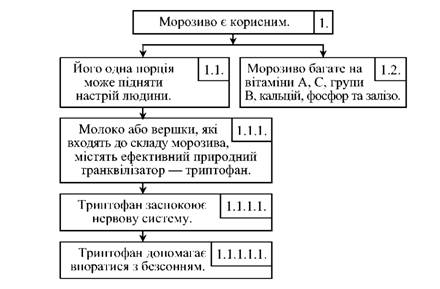 Морозиво є корисним. 1.
Його одна порція 1.1.
може підняти
настрій людини.
Морозиво багате на 1.2.
вітаміни А, С, групи
В, кальцій, фосфор та залізо.
Молоко або вершки, які 1.1.1.
входять до складу морозива,
містять ефективний природний
транквілізатор — триптофан.
Триптофан заспокоює 1.1.1.1.
нервову систему.
Триптофан допомагає 1.1.1.1.1.
впоратися з безсонням.